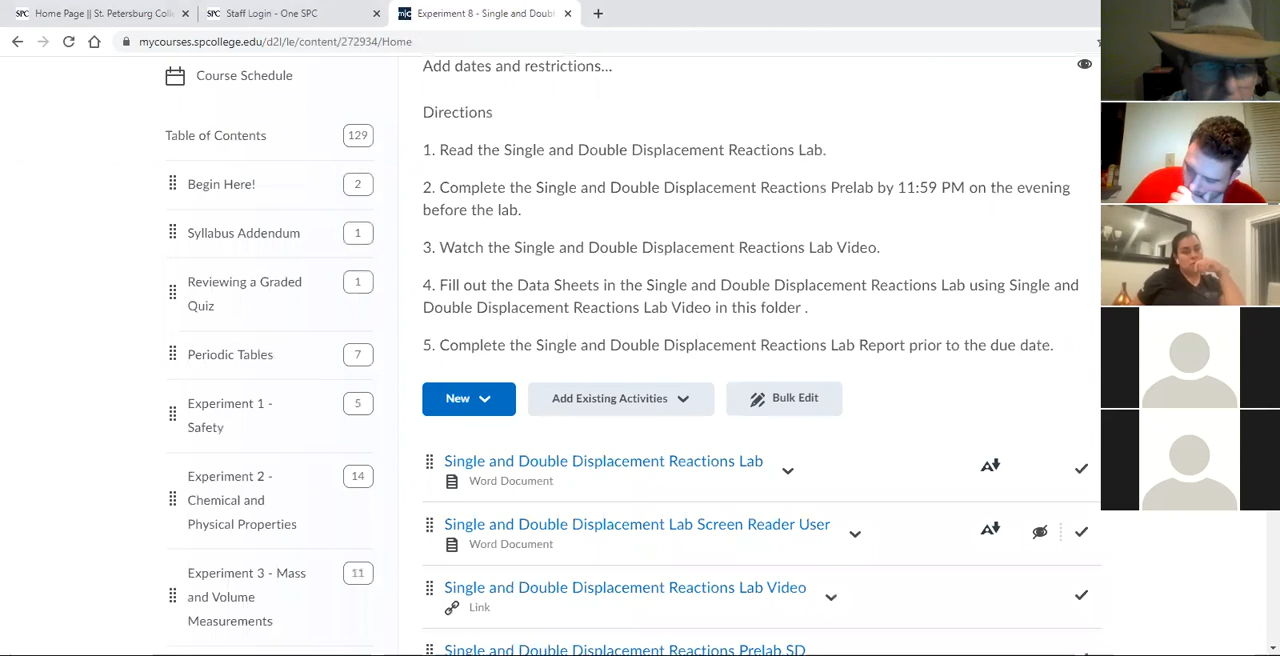 SPC Home Page || St. Petersburg Coll
SPC Staff Login - One SPC
Experiment 8 - Single and Doubl
mycourses.spcollege.edu/d2l/le/content/272934/Home
Course Schedule
Table of Contents 129
Begin Here! 2
Syllabus Addendum 1
Reviewing a Graded 1
Quiz
Periodic Tables 7
Experiment 1 - 5
Safety
Experiment 2 - 14
Chemical and
Physical Properties
Experiment 3 - Mass 11
and Volume
Measurements
Add dates and restrictions...
Directions
1. Read the Single and Double Displacement Reactions Lab.
2. Complete the Single and Double Displacement Reactions Prelab by 11:59 PM on the evening
before the lab.
3. Watch the Single and Double Displacement Reactions Lab Video.
4. Fill out the Data Sheets in the Single and Double Displacement Reactions Lab using Single and
Double Displacement Reactions Lab Video in this folder .
5. Complete the Single and Double Displacement Reactions Lab Report prior to the due date.
New Add Existing Activities Bulk Edit
Single and Double Displacement Reactions Lab
Word Document
Single and Double Displacement Lab Screen Reader User
Word Document
Single and Double Displacement Reactions Lab Video
Link
Single and Double Displacement Reactions Prelab SD